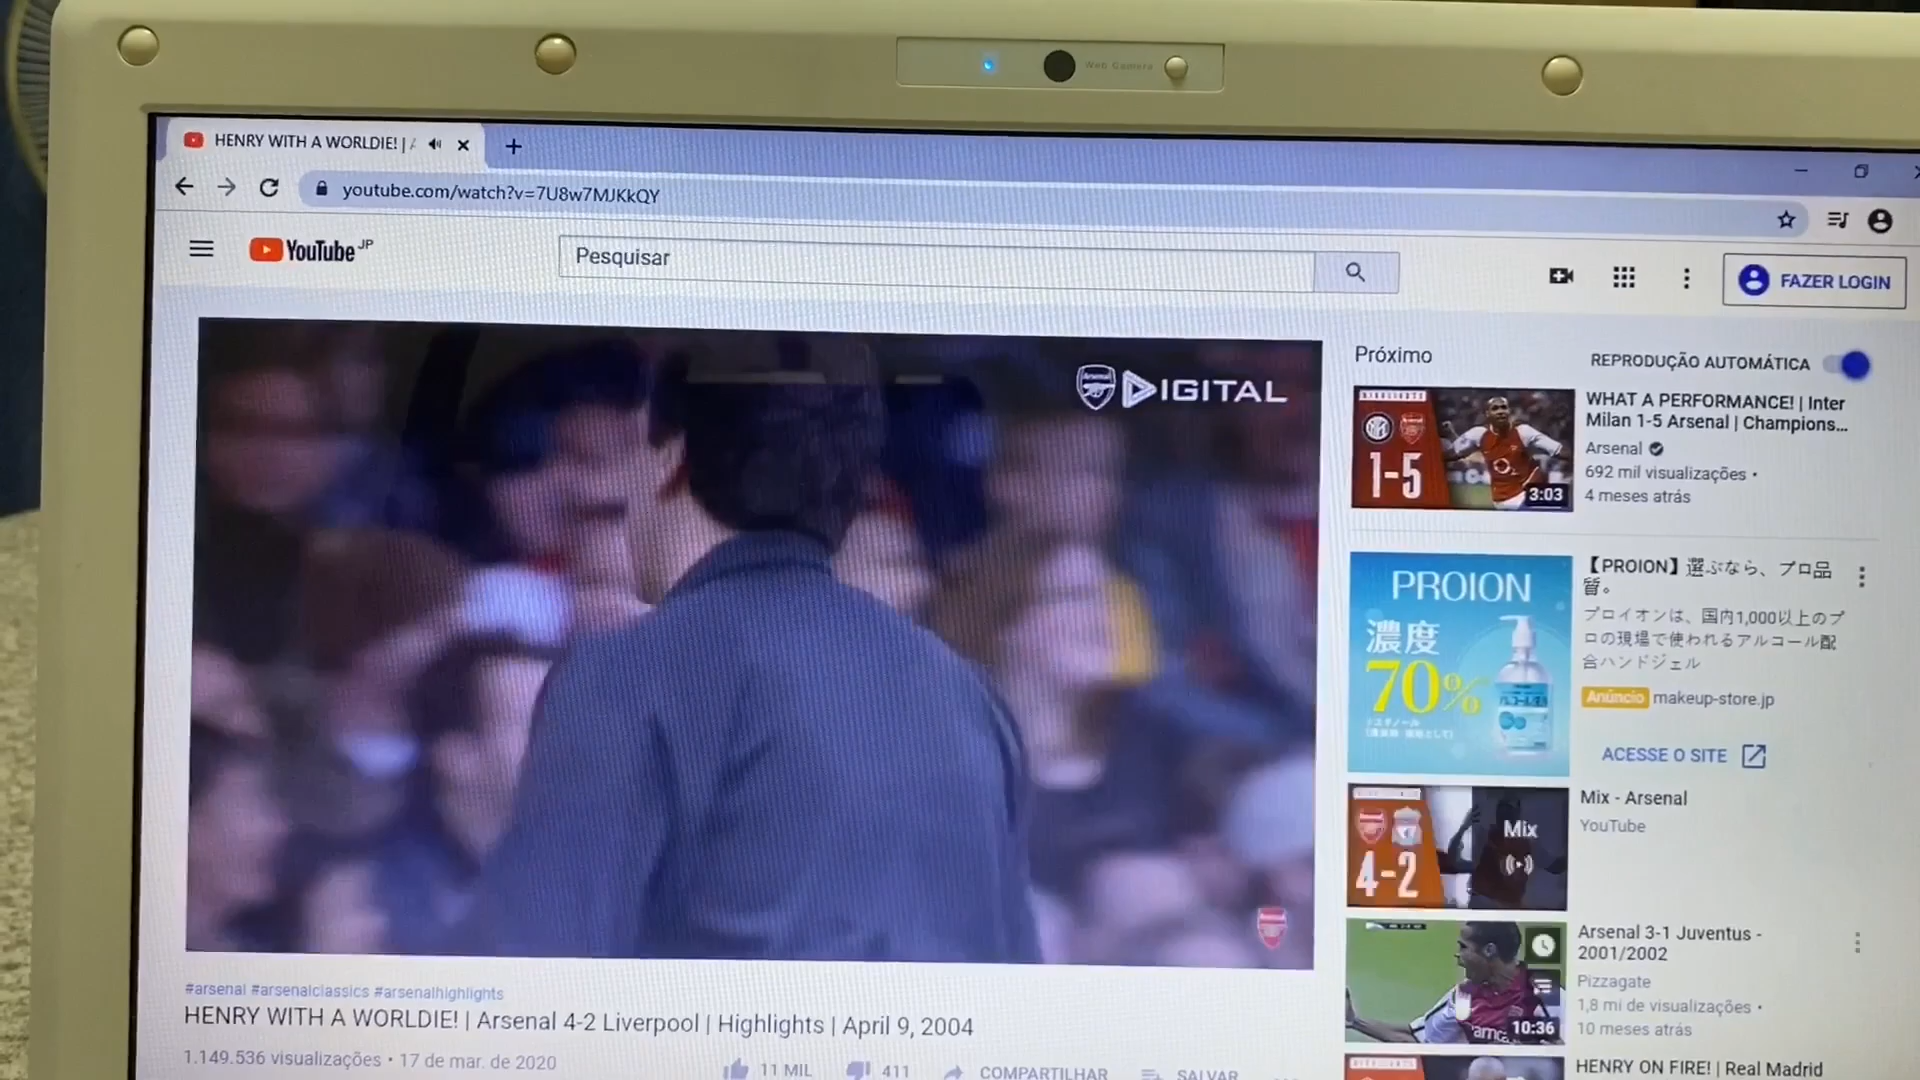 Web Camera
HENRY WITH A WORLDIE! |
youtube.com/watch?v=7U8w7MJKkQY
YouTube JP
Pesquisar
FAZER LOGIN
Arsenal DIGITAL
#arsenal #arsenalclassics #arsenalhighlights
HENRY WITH A WORLDIE! | Arsenal 4-2 Liverpool | Highlights | April 9, 2004
1.149.536 visualizações • 17 de mar. de 2020
11 MIL
411
COMPARTILHAR
SALVAR
Próximo
REPRODUÇÃO AUTOMÁTICA
HIGHLIGHTS
1-5
3:03
WHAT A PERFORMANCE! | Inter
Milan 1-5 Arsenal | Champions...
Arsenal
692 mil visualizações •
4 meses atrás
PROION
濃度
70%
【PROION】選ぶなら、プロ品
質。
プロイオンは、国内1,000以上のプ
ロの現場で使われるアルコール配
合ハンドジェル
Anúncio makeup-store.jp
ACESSE O SITE
4-2
Mix
Mix - Arsenal
YouTube
10:36
Arsenal 3-1 Juventus -
2001/2002
Pizzagate
1,8 mi de visualizações •
10 meses atrás
HENRY ON FIRE! | Real Madrid